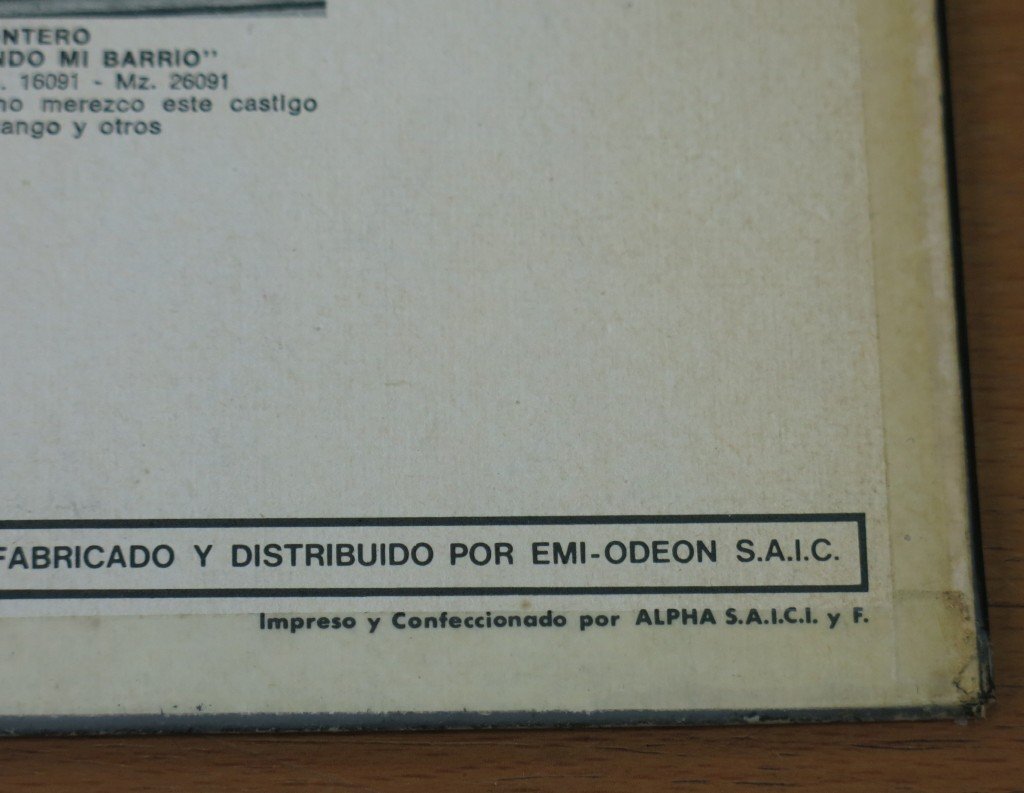 NTERO
NDO MI BARRIO"
. 16091 - Mz. 26091
no merezco este castigo
ango y otros
FABRICADO Y DISTRIBUIDO POR EMI-ODEON S.A.I.C.
Impreso y Confeccionado por ALPHA S.A.I.C.I. y F.